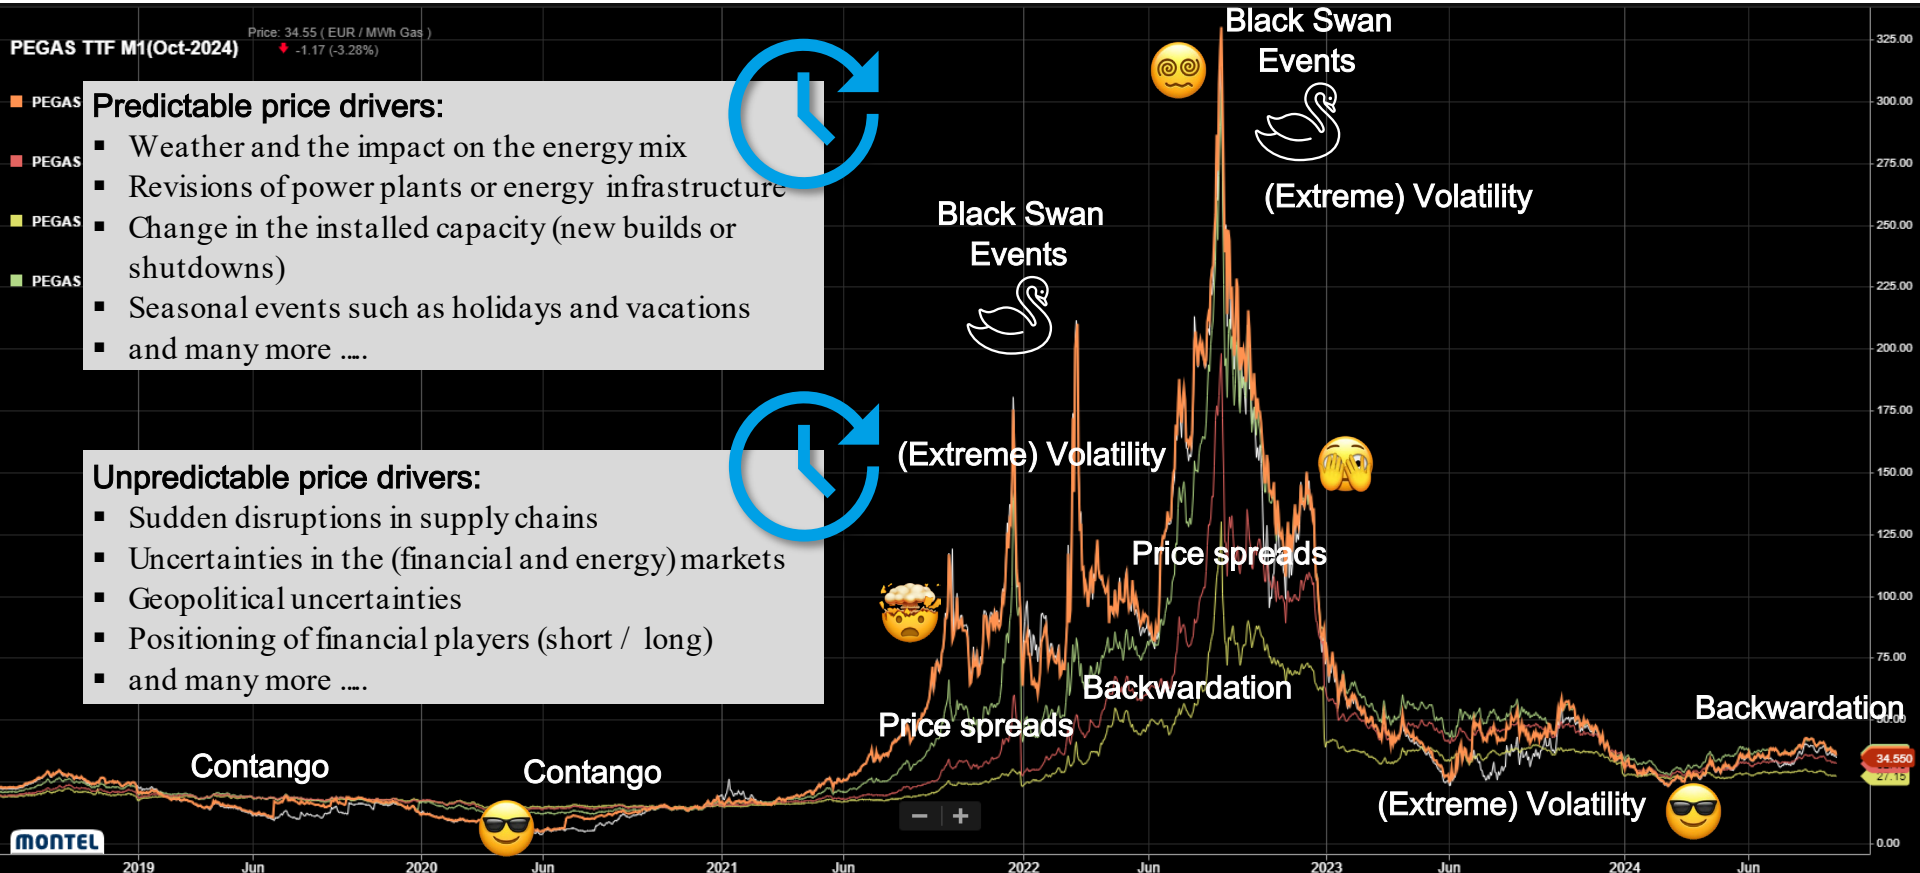 PEGAS TTF M1(Oct-2024)
Price: 34.55 ( EUR / MWh Gas )
-1.17 (-3.28%)
PEGAS
PEGAS
PEGAS
PEGAS
Predictable price drivers:
▪ Weather and the impact on the energy mix
▪ Revisions of power plants or energy infrastructure
▪ Change in the installed capacity (new builds or
shutdowns)
▪ Seasonal events such as holidays and vacations
▪ and many more ....
Unpredictable price drivers:
▪ Sudden disruptions in supply chains
▪ Uncertainties in the (financial and energy) markets
▪ Geopolitical uncertainties
▪ Positioning of financial players (short / long)
▪ and many more ....
Black Swan
Events
(Extreme) Volatility
Black Swan
Events
(Extreme) Volatility
Price spreads
Backwardation
Price spreads
Backwardation
Contango
Contango
(Extreme) Volatility
325.00
300.00
275.00
250.00
225.00
200.00
175.00
150.00
125.00
100.00
75.00
50.00
34.550
27.15
0.00
MONTEL
2019
Jun
2020
Jun
2021
Jun
2022
Jun
2023
Jun
2024
Jun